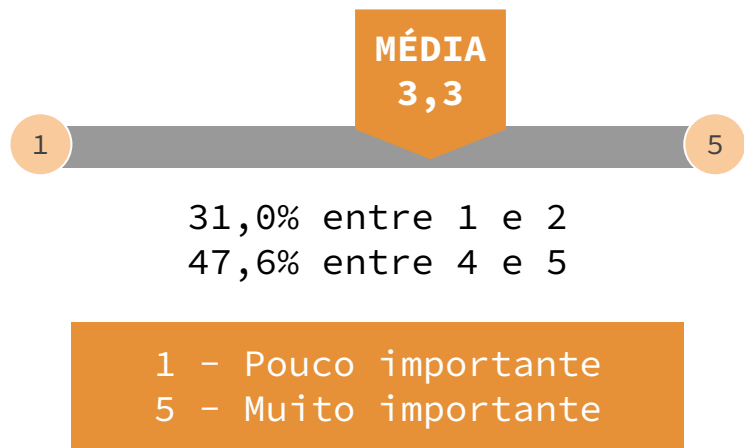 MÉDIA
3,3
1
5
31,0% entre 1 e 2
47,6% entre 4 e 5
1 - Pouco importante
5 - Muito importante